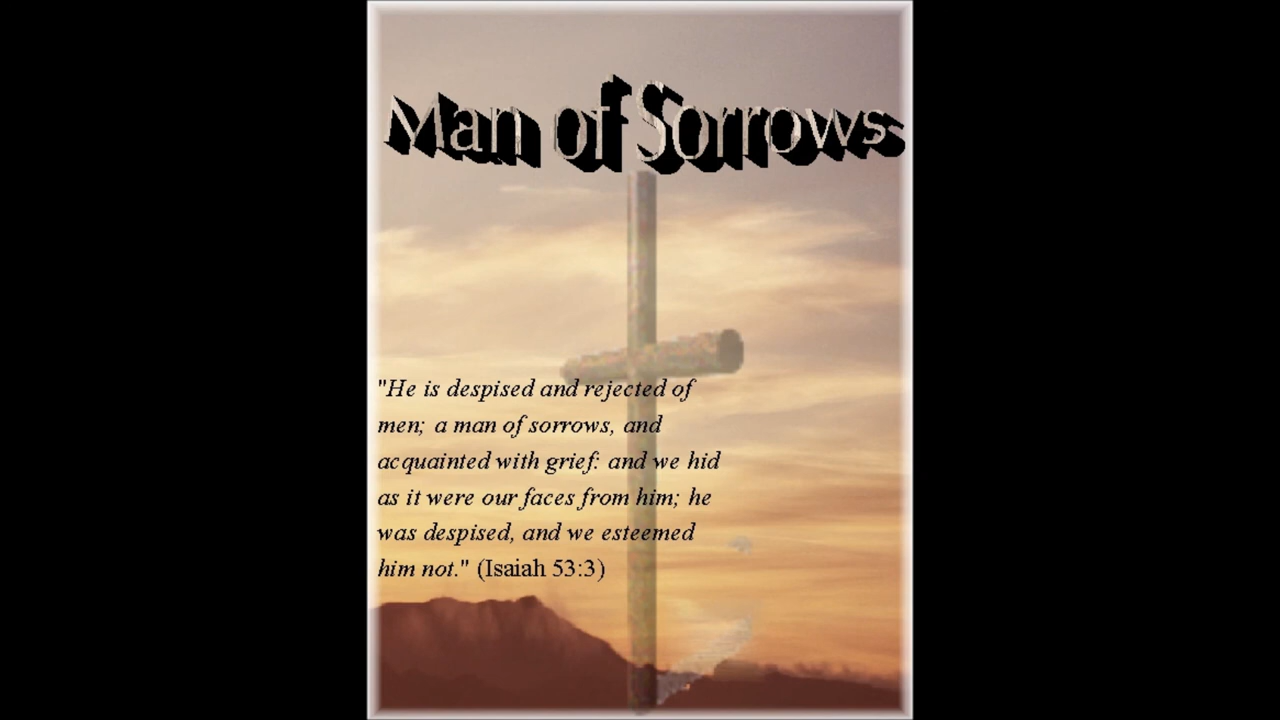 Man of Sorrows
"He is despised and rejected of
men; a man of sorrows, and
acquainted with grief: and we hid
as it were our faces from him; he
was despised, and we esteemed
him not." (Isaiah 53:3)